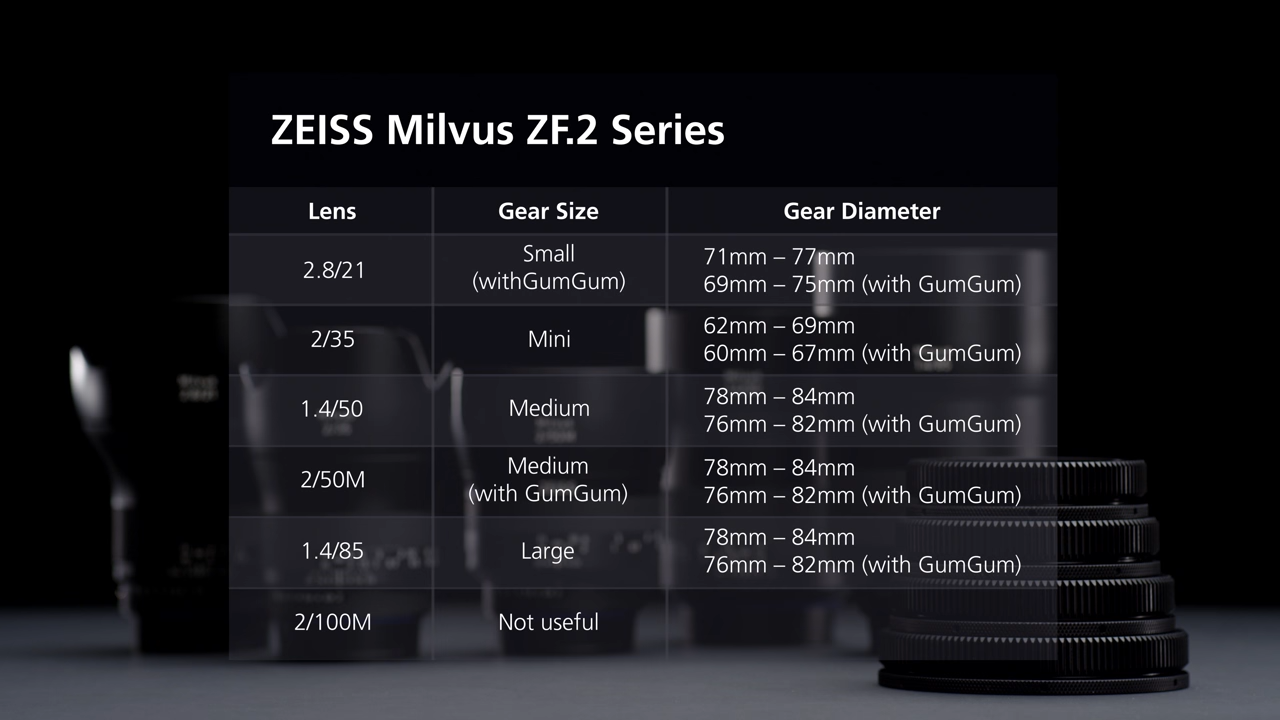 ZEISS Milvus ZF.2 Series
Lens Gear Size Gear Diameter
2.8/21
Small
(withGumGum)
71mm – 77mm
69mm – 75mm (with GumGum)
2/35
Mini
62mm – 69mm
60mm – 67mm (with GumGum)
1.4/50
Medium
78mm – 84mm
76mm – 82mm (with GumGum)
2/50M
Medium
(with GumGum)
78mm – 84mm
76mm – 82mm (with GumGum)
1.4/85
Large
78mm – 84mm
76mm – 82mm (with GumGum)
2/100M
Not useful